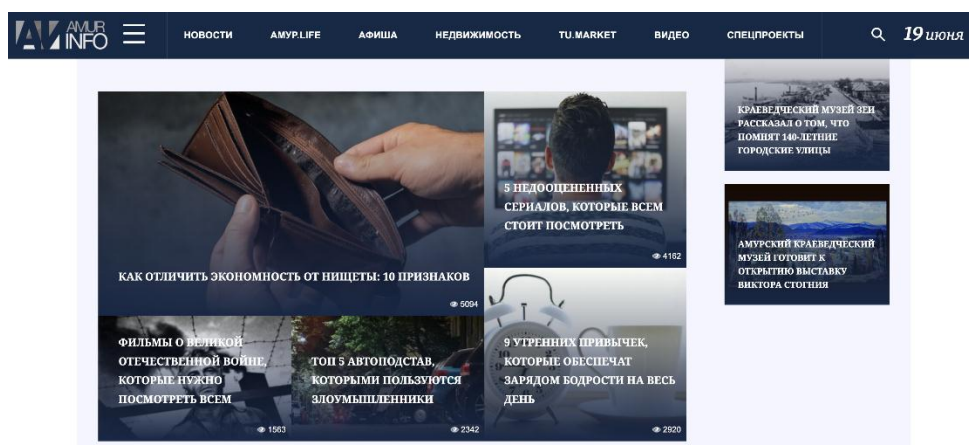 AMUR
INFO
НОВОСТИ
АМУР.LIFE
АФИША
НЕДВИЖИМОСТЬ
TU.MARKET
ВИДЕО
СПЕЦПРОЕКТЫ
19 июня
КАК ОТЛИЧИТЬ ЭКОНОМНОСТЬ ОТ НИЩЕТЫ: 10 ПРИЗНАКОВ
5094
5 НЕДООЦЕНЕННЫХ
СЕРИАЛОВ, КОТОРЫЕ ВСЕМ
СТОИТ ПОСМОТРЕТЬ
4162
ФИЛЬМЫ О ВЕЛИКОЙ
ОТЕЧЕСТВЕННОЙ ВОЙНЕ,
КОТОРЫЕ НУЖНО
ПОСМОТРЕТЬ ВСЕМ
1563
ТОП 5 АВТОПОДСТАВ,
КОТОРЫМИ ПОЛЬЗУЮТСЯ
ЗЛОУМЫШЛЕННИКИ
2342
9 УТРЕННИХ ПРИВЫЧЕК,
КОТОРЫЕ ОБЕСПЕЧАТ
ЗАРЯДОМ БОДРОСТИ НА ВЕСЬ
ДЕНЬ
2920
КРАЕВЕДЧЕСКИЙ МУЗЕЙ ЗЕИ
РАССКАЗАЛ О ТОМ, ЧТО
ПОМНЯТ 140-ЛЕТНИЕ
ГОРОДСКИЕ УЛИЦЫ
АМУРСКИЙ КРАЕВЕДЧЕСКИЙ
МУЗЕЙ ГОТОВИТ К
ОТКРЫТИЮ ВЫСТАВКУ
ВИКТОРА СТОГНИЯ